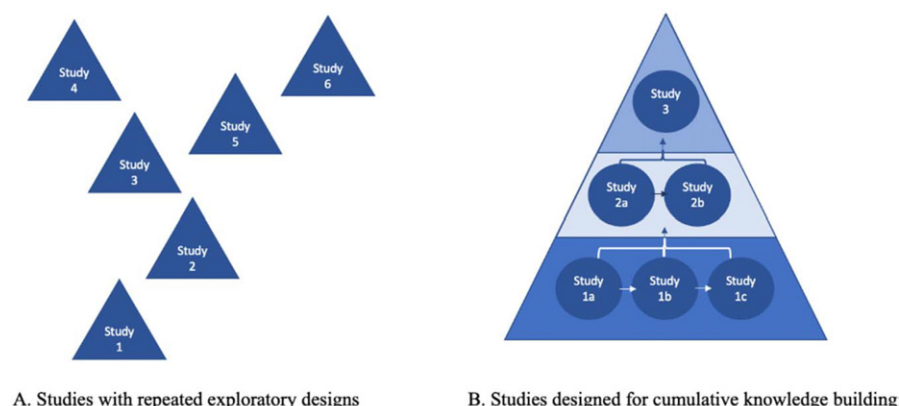 Study
4
Study
6
Study
5
Study
3
Study
2
Study
1
A. Studies with repeated exploratory designs
Study
3
Study
2a
Study
2b
Study
1a
Study
1b
Study
1c
B. Studies designed for cumulative knowledge building